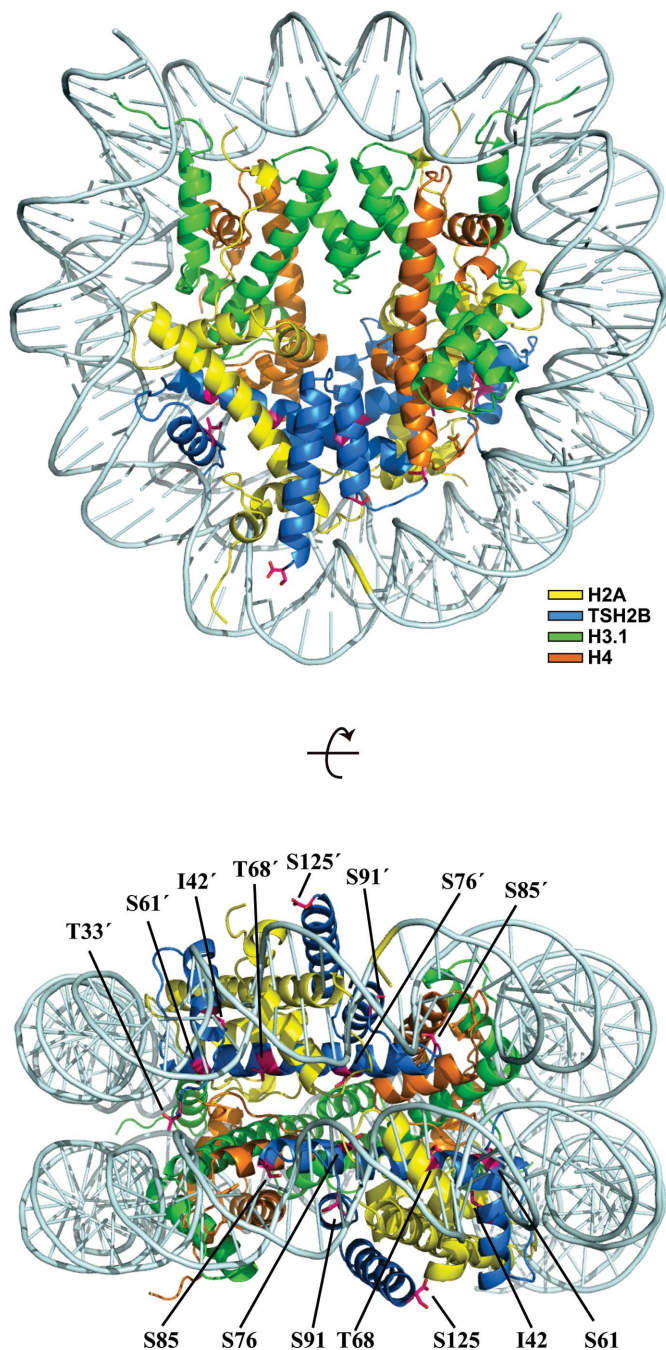 H2A
TSH2B
H3.1
H4
S125´
T68´
S91´
I42´
S76´
S61´
S85´
T33´
S85 S76 S91 T68 S125 I42 S61